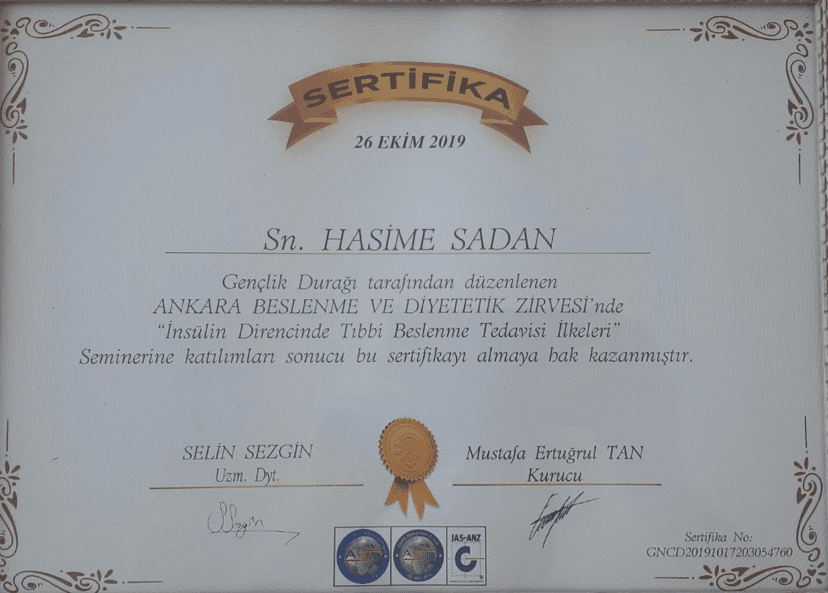 SERTİFİKA
26 EKİM 2019
Sn. HASİME SADAN
Gençlik Durağı tarafından düzenlenen
ANKARA BESLENME VE DİYETETİK ZİRVESİ'nde
“İnsülin Direncinde Tıbbi Beslenme Tedavisi İlkeleri”
Seminerine katılımları sonucu bu sertifikayı almaya hak kazanmıştır.
SELİN SEZGİN
Uzm. Dyt.
Mustafa Ertuğrul TAN
Kurucu
JAS-ANZ
Sertifika No:
GNCD20191017203054760